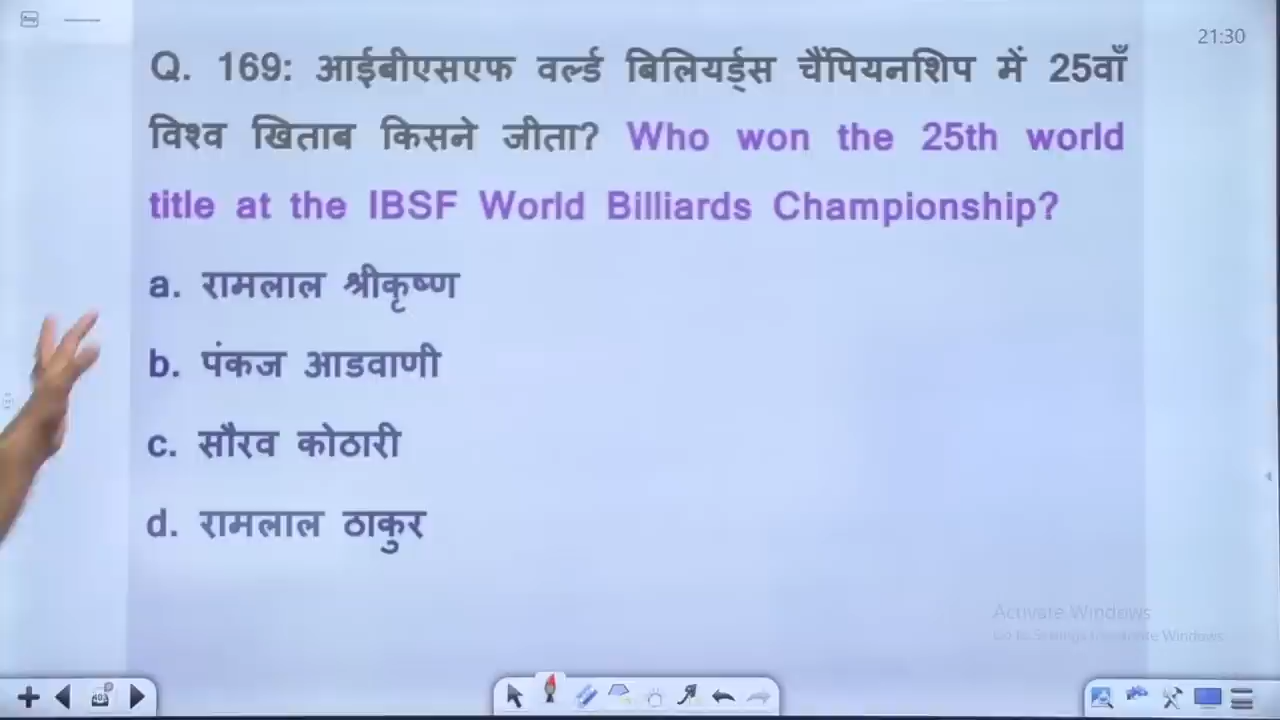 21:30
Q. 169: आईबीएसएफ वर्ल्ड बिलियर्ड्स चैंपियनशिप में 25वाँ
विश्व खिताब किसने जीता? Who won the 25th world
title at the IBSF World Billiards Championship?
a. रामलाल श्रीकृष्ण
b. पंकज आडवाणी
c. सौरव कोठारी
d. रामलाल ठाकुर
Activate Windows
Go to Settings to activate Windows.
403